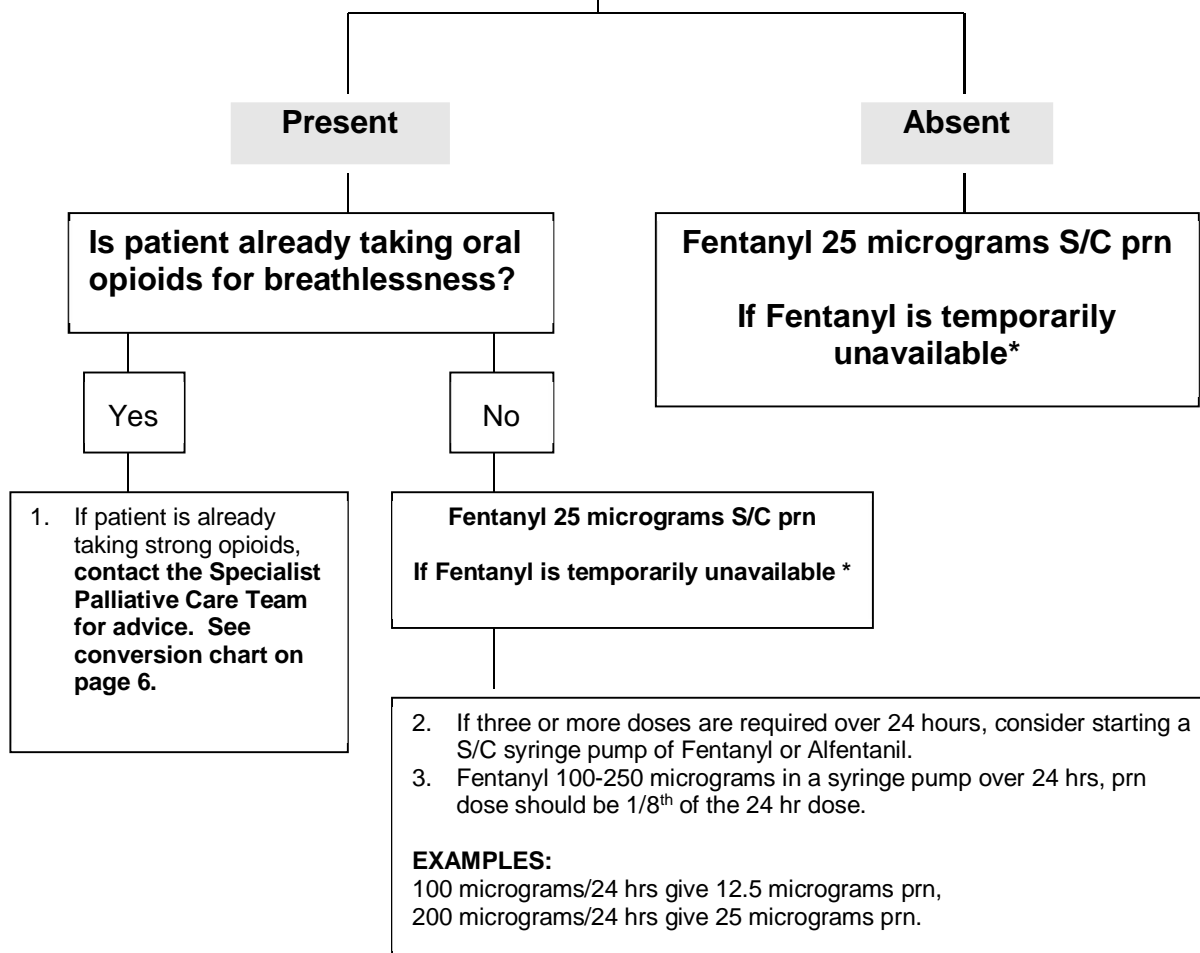 Present
Absent
Is patient already taking oral
opioids for breathlessness?
Fentanyl 25 micrograms S/C prn
If Fentanyl is temporarily
unavailable*
Yes
No
1. If patient is already
taking strong opioids,
contact the Specialist
Palliative Care Team
for advice. See
conversion chart on
page 6.
Fentanyl 25 micrograms S/C prn
If Fentanyl is temporarily unavailable *
2. If three or more doses are required over 24 hours, consider starting a
S/C syringe pump of Fentanyl or Alfentanil.
3. Fentanyl 100-250 micrograms in a syringe pump over 24 hrs, prn
dose should be 1/8th of the 24 hr dose.
EXAMPLES:
100 micrograms/24 hrs give 12.5 micrograms prn,
200 micrograms/24 hrs give 25 micrograms prn.